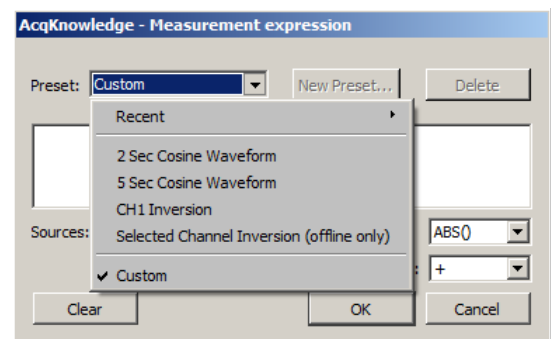 AcqKnowledge - Measurement expression
Preset: Custom New Preset... Delete
Recent
2 Sec Cosine Waveform
5 Sec Cosine Waveform
CH1 Inversion
Sources: Selected Channel Inversion (offline only) ABS()
Custom : +
Clear OK Cancel